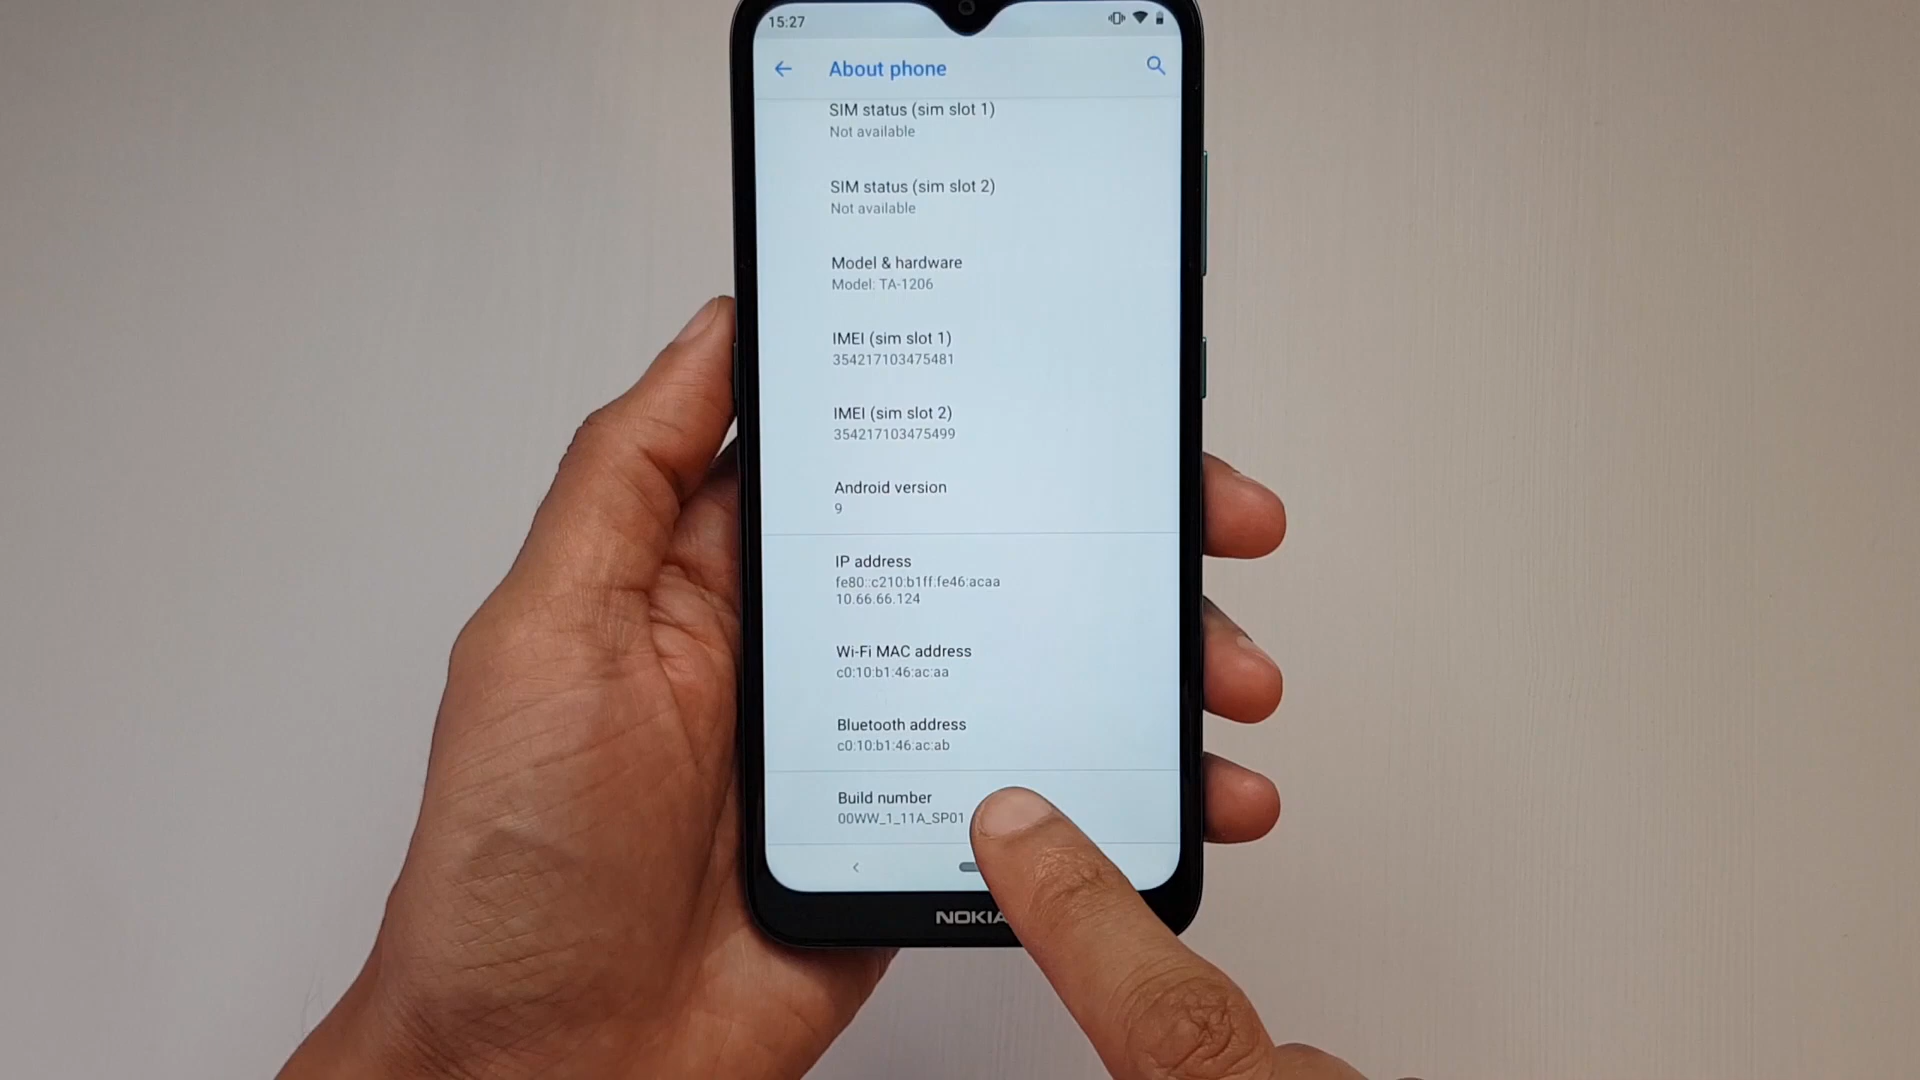 15:27
About phone
SIM status (sim slot 1)
Not available
SIM status (sim slot 2)
Not available
Model & hardware
Model: TA-1206
IMEI (sim slot 1)
354217103475481
IMEI (sim slot 2)
354217103475499
Android version
9
IP address
fe80::c210:b1ff:fe46:acaa
10.66.66.124
Wi-Fi MAC address
c0:10:b1:46:ac:aa
Bluetooth address
c0:10:b1:46:ac:ab
Build number
00WW_1_11A_SP01
NOKIA